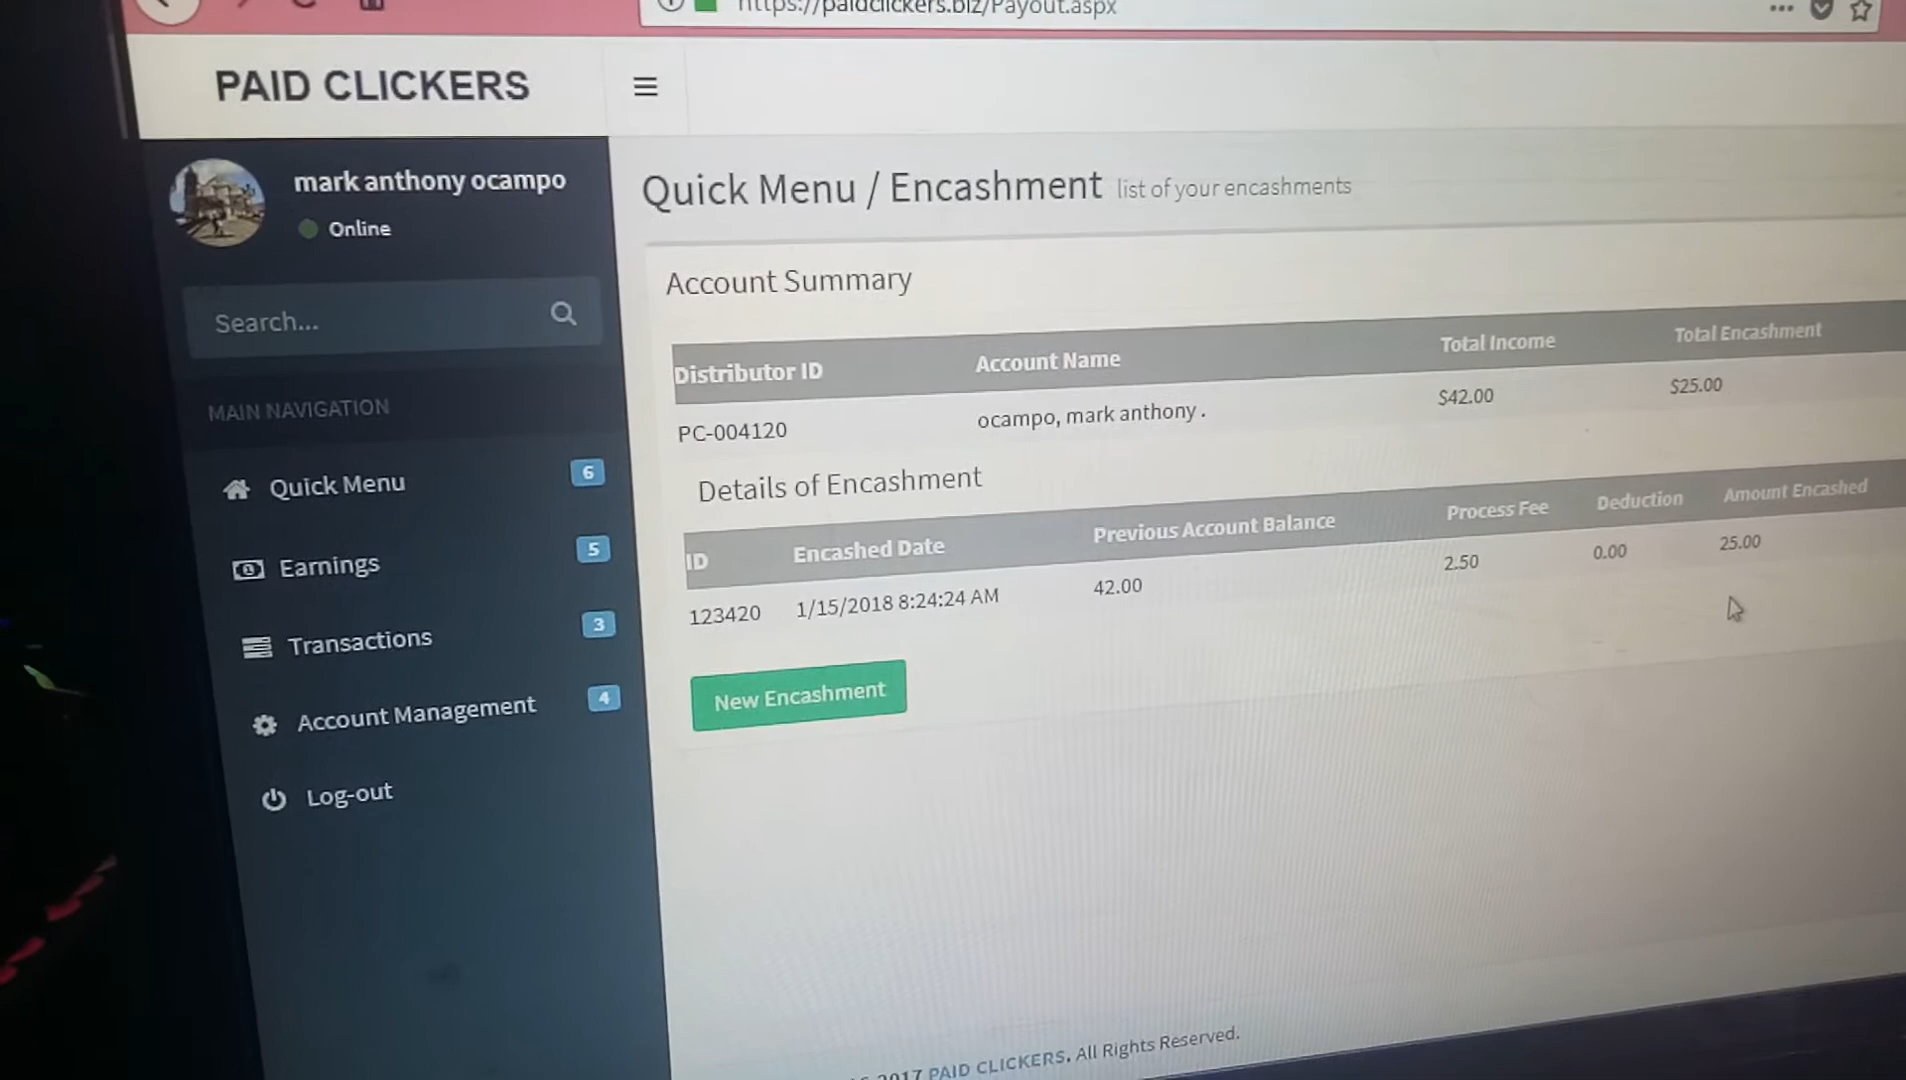 https://paidclickers.biz/Payout.aspx
PAID CLICKERS
mark anthony ocampo
Online
Search...
MAIN NAVIGATION
Quick Menu 6
Earnings 5
Transactions 3
Account Management 4
Log-out
Quick Menu / Encashment list of your encashments
Account Summary
Distributor ID Account Name Total Income Total Encashment
PC-004120 ocampo, mark anthony . $42.00 $25.00
Details of Encashment
ID Encashed Date Previous Account Balance Process Fee Deduction Amount Encashed
123420 1/15/2018 8:24:24 AM 42.00 2.50 0.00 25.00
New Encashment
2017 PAID CLICKERS. All Rights Reserved.